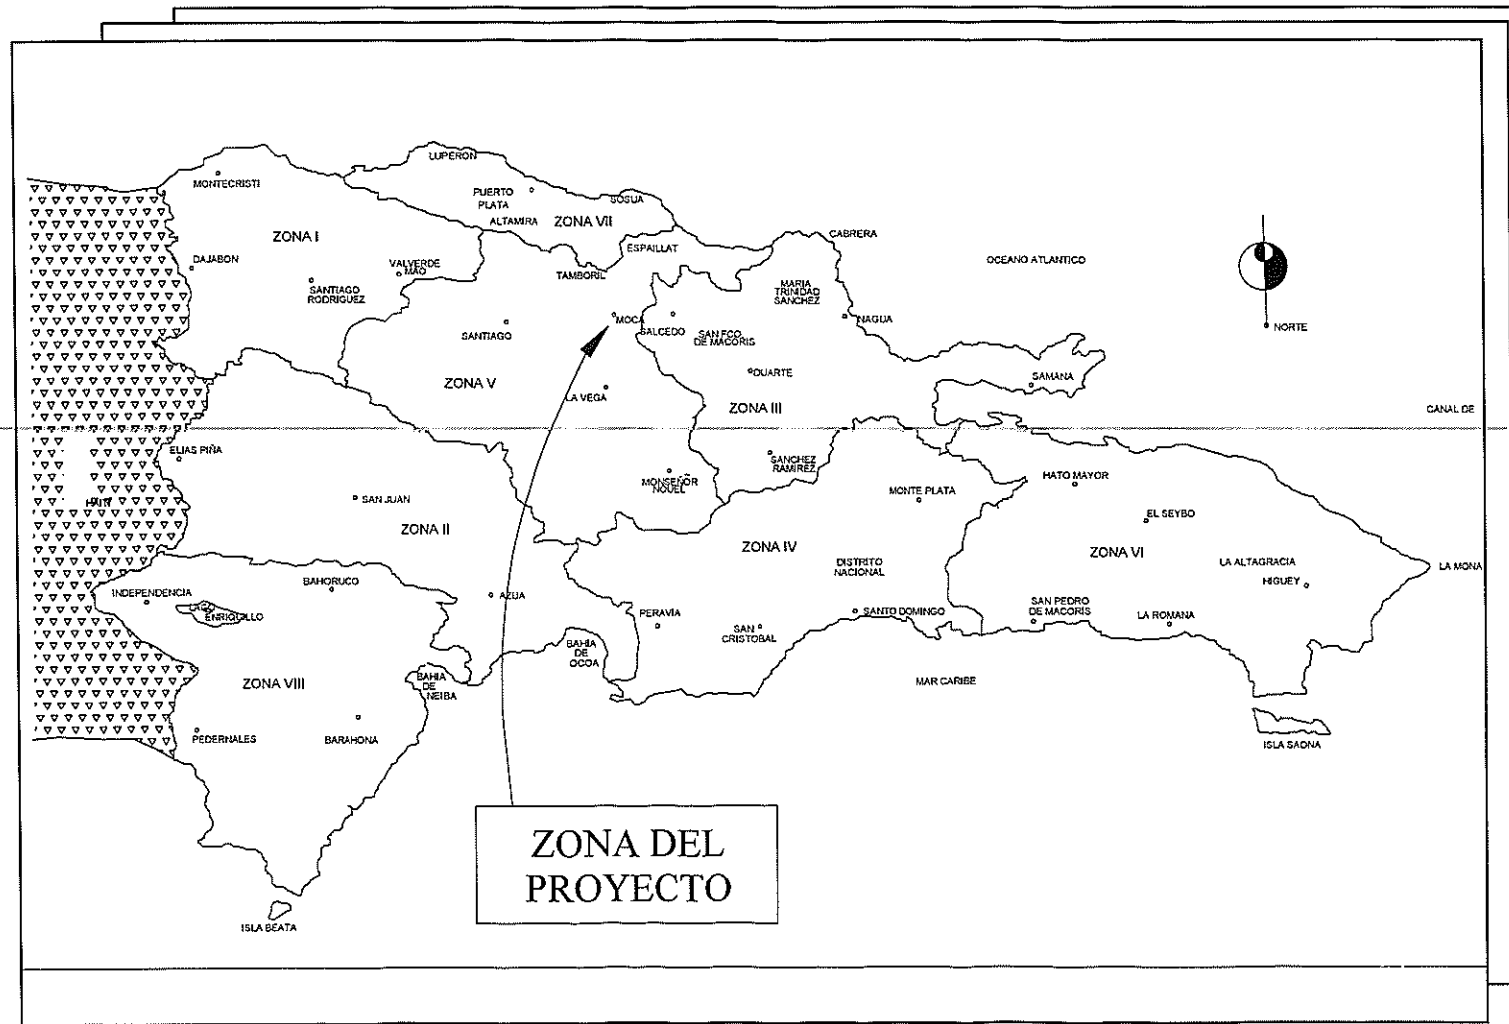 LUPERON
MONTECRISTI
PUERTO
PLATA
SOSUA
ALTAMIRA
ZONA VII
ZONA I
CABRERA
ESPAILLAT
DAJABON
VALVERDE
MAO
TAMBORIL
OCEANO ATLANTICO
SANTIAGO
RODRIGUEZ
MARIA
TRINIDAD
SANCHEZ
MOCA
NAGUA
NORTE
SANTIAGO
SALCEDO
SAN FCO
DE MACORIS
ZONA V
DUARTE
SAMANA
LA VEGA
ZONA III
CANAL DE
ELIAS PIÑA
SANCHEZ
RAMIREZ
HATO MAYOR
MONSEÑOR
NOUEL
MONTE PLATA
HAITI
SAN JUAN
EL SEYBO
ZONA II
ZONA IV
ZONA VI
DISTRITO
NACIONAL
LA ALTAGRACIA
LA MONA
HIGUEY
BAHORUCO
INDEPENDENCIA
AZUA
LAGO
ENRIQUILLO
PERAVIA
SANTO DOMINGO
SAN PEDRO
DE MACORIS
LA ROMANA
SAN
CRISTOBAL
BAHIA
DE
OCOA
ZONA VIII
BAHIA
DE
NEIBA
MAR CARIBE
PEDERNALES
BARAHONA
ISLA SAONA
ZONA DEL
PROYECTO
ISLA BEATA